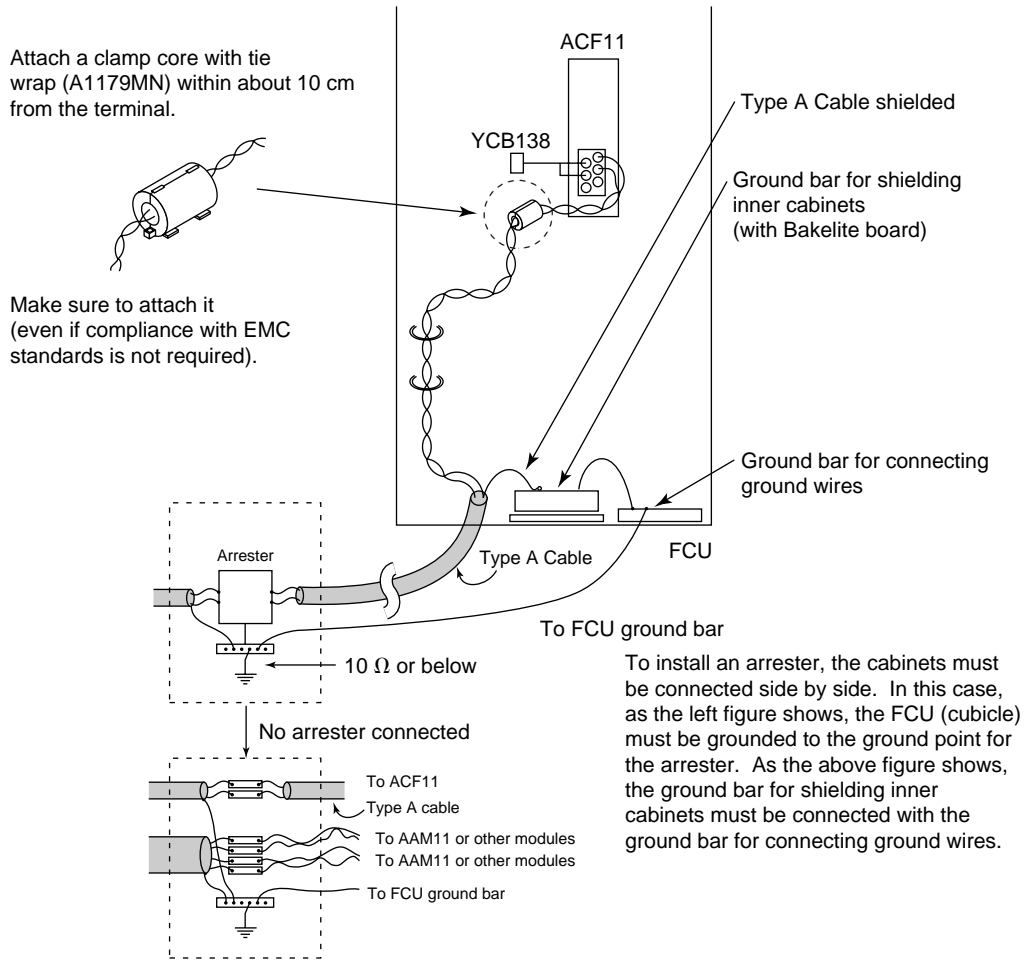 Attach a clamp core with tie
wrap (A1179MN) within about 10 cm
from the terminal.
ACF11
YCB138
Type A Cable shielded
Ground bar for shielding
inner cabinets
(with Bakelite board)
Make sure to attach it
(even if compliance with EMC
standards is not required).
Ground bar for connecting
ground wires
FCU
Type A Cable
Arrester
To FCU ground bar
10 Ω or below
To install an arrester, the cabinets must
be connected side by side. In this case,
as the left figure shows, the FCU (cubicle)
must be grounded to the ground point for
the arrester. As the above figure shows,
the ground bar for shielding inner
cabinets must be connected with the
ground bar for connecting ground wires.
No arrester connected
To ACF11
Type A cable
To AAM11 or other modules
To AAM11 or other modules
To FCU ground bar